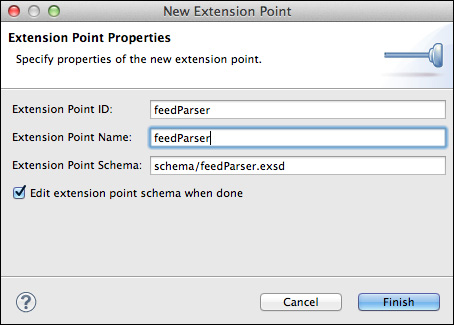 New Extension Point
Extension Point Properties
Specify properties of the new extension point.
Extension Point ID: feedParser
Extension Point Name: feedParser
Extension Point Schema: schema/feedParser.exsd
Edit extension point schema when done
? Cancel Finish